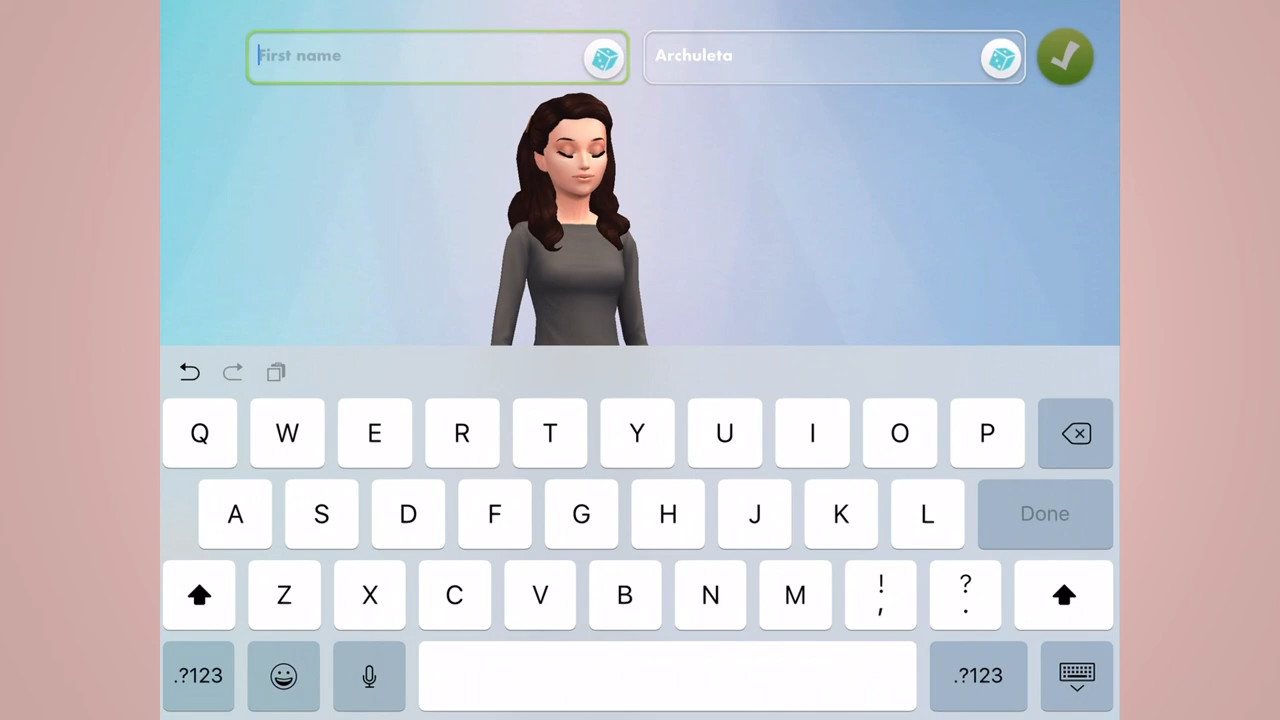 First name
Archuleta
Q W E R T Y U I O P
A S D F G H J K L Done
Z X C V B N M ! , ? .
.?123 .?123